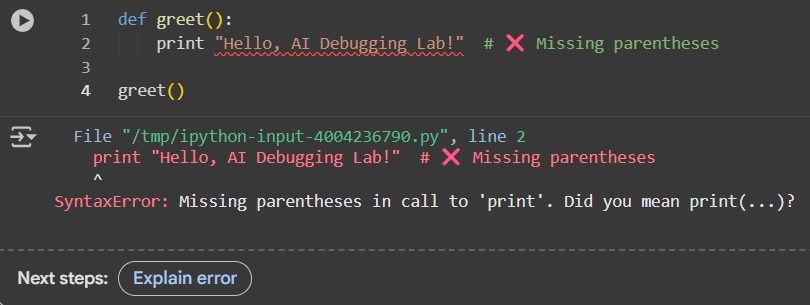 1 def greet():
2     print "Hello, AI Debugging Lab!"  # ❌ Missing parentheses
3
4 greet()
File "/tmp/ipython-input-4004236790.py", line 2
    print "Hello, AI Debugging Lab!"  # ❌ Missing parentheses
    ^
SyntaxError: Missing parentheses in call to 'print'. Did you mean print(...)?
Next steps: Explain error